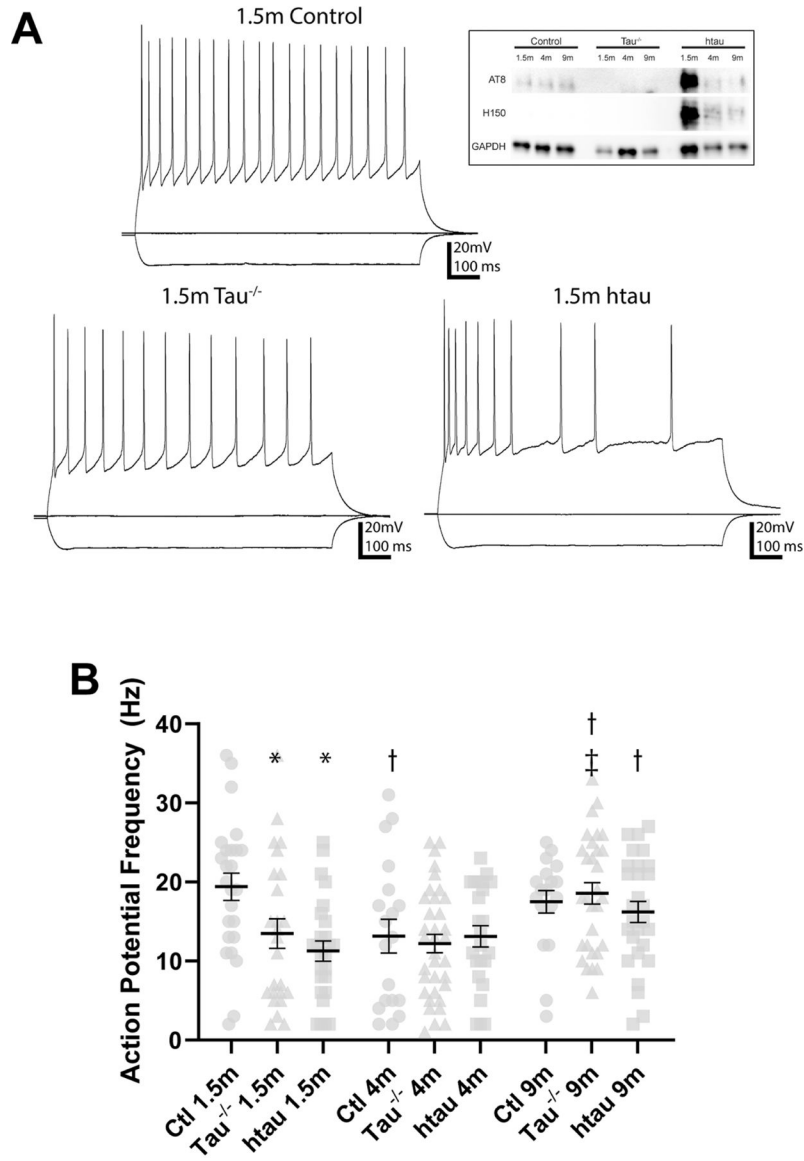 A
1.5m Control
Control Tau-/- htau
1.5m 4m 9m 1.5m 4m 9m 1.5m 4m 9m
AT8
H150
GAPDH
20mV
100 ms
1.5m Tau-/-
1.5m htau
20mV
100 ms
20mV
100 ms
B
Action Potential Frequency (Hz)
40
30
20
10
0
* * † † ‡ †
Ctl 1.5m
Tau-/- 1.5m
htau 1.5m
Ctl 4m
Tau-/- 4m
htau 4m
Ctl 9m
Tau-/- 9m
htau 9m